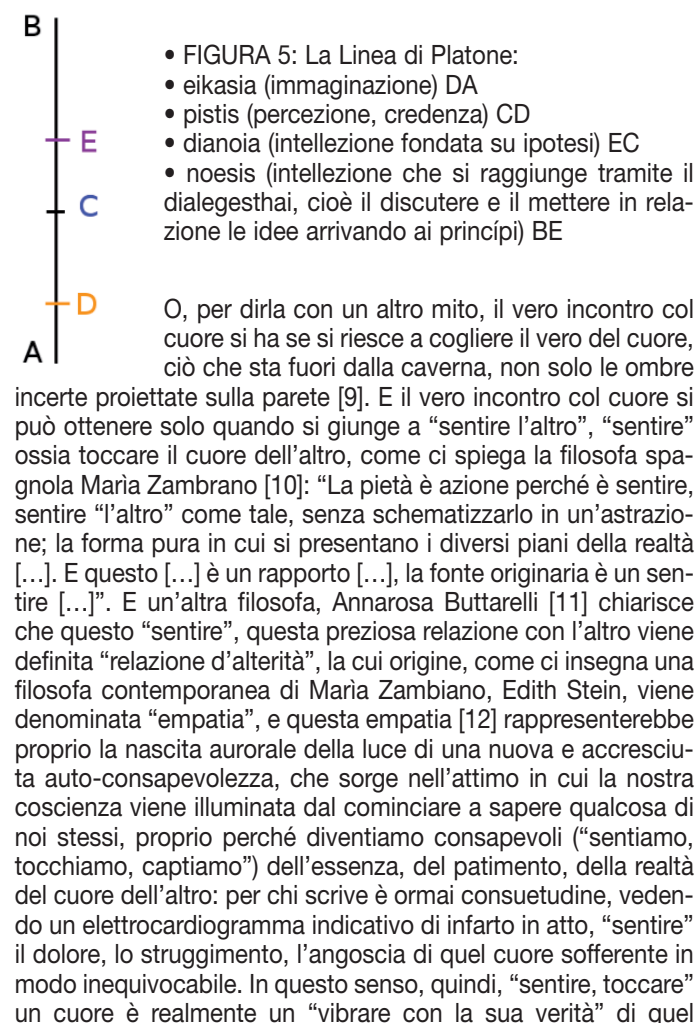 B
E
C
D
A
• FIGURA 5: La Linea di Platone:
• eikasia (immaginazione) DA
• pistis (percezione, credenza) CD
• dianoia (intellezione fondata su ipotesi) EC
• noesis (intellezione che si raggiunge tramite il
dialegesthai, cioè il discutere e il mettere in rela-
zione le idee arrivando ai princípi) BE
O, per dirla con un altro mito, il vero incontro col
cuore si ha se si riesce a cogliere il vero del cuore,
ciò che sta fuori dalla caverna, non solo le ombre
incerte proiettate sulla parete [9]. E il vero incontro col cuore si
può ottenere solo quando si giunge a “sentire l’altro”, “sentire”
ossia toccare il cuore dell’altro, come ci spiega la filosofa spa-
gnola Marìa Zambrano [10]: “La pietà è azione perché è sentire,
sentire “l’altro” come tale, senza schematizzarlo in un’astrazio-
ne; la forma pura in cui si presentano i diversi piani della realtà
[…]. E questo […] è un rapporto […], la fonte originaria è un sen-
tire […]”. E un’altra filosofa, Annarosa Buttarelli [11] chiarisce
che questo “sentire”, questa preziosa relazione con l’altro viene
definita “relazione d’alterità”, la cui origine, come ci insegna una
filosofa contemporanea di Marìa Zambiano, Edith Stein, viene
denominata “empatia”, e questa empatia [12] rappresenterebbe
proprio la nascita aurorale della luce di una nuova e accresciu-
ta auto-consapevolezza, che sorge nell’attimo in cui la nostra
coscienza viene illuminata dal cominciare a sapere qualcosa di
noi stessi, proprio perché diventiamo consapevoli (“sentiamo,
tocchiamo, captiamo”) dell’essenza, del patimento, della realtà
del cuore dell’altro: per chi scrive è ormai consuetudine, veden-
do un elettrocardiogramma indicativo di infarto in atto, “sentire”
il dolore, lo struggimento, l’angoscia di quel cuore sofferente in
modo inequivocabile. In questo senso, quindi, “sentire, toccare”
un cuore è realmente un “vibrare con la sua verità” di quel